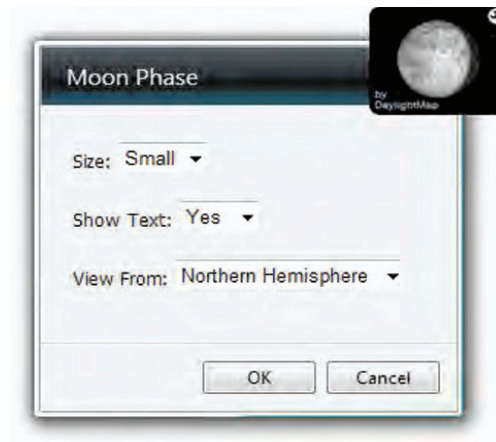 Moon Phase
by
DaylightMap
Size: Small
Show Text: Yes
View From: Northern Hemisphere
OK Cancel